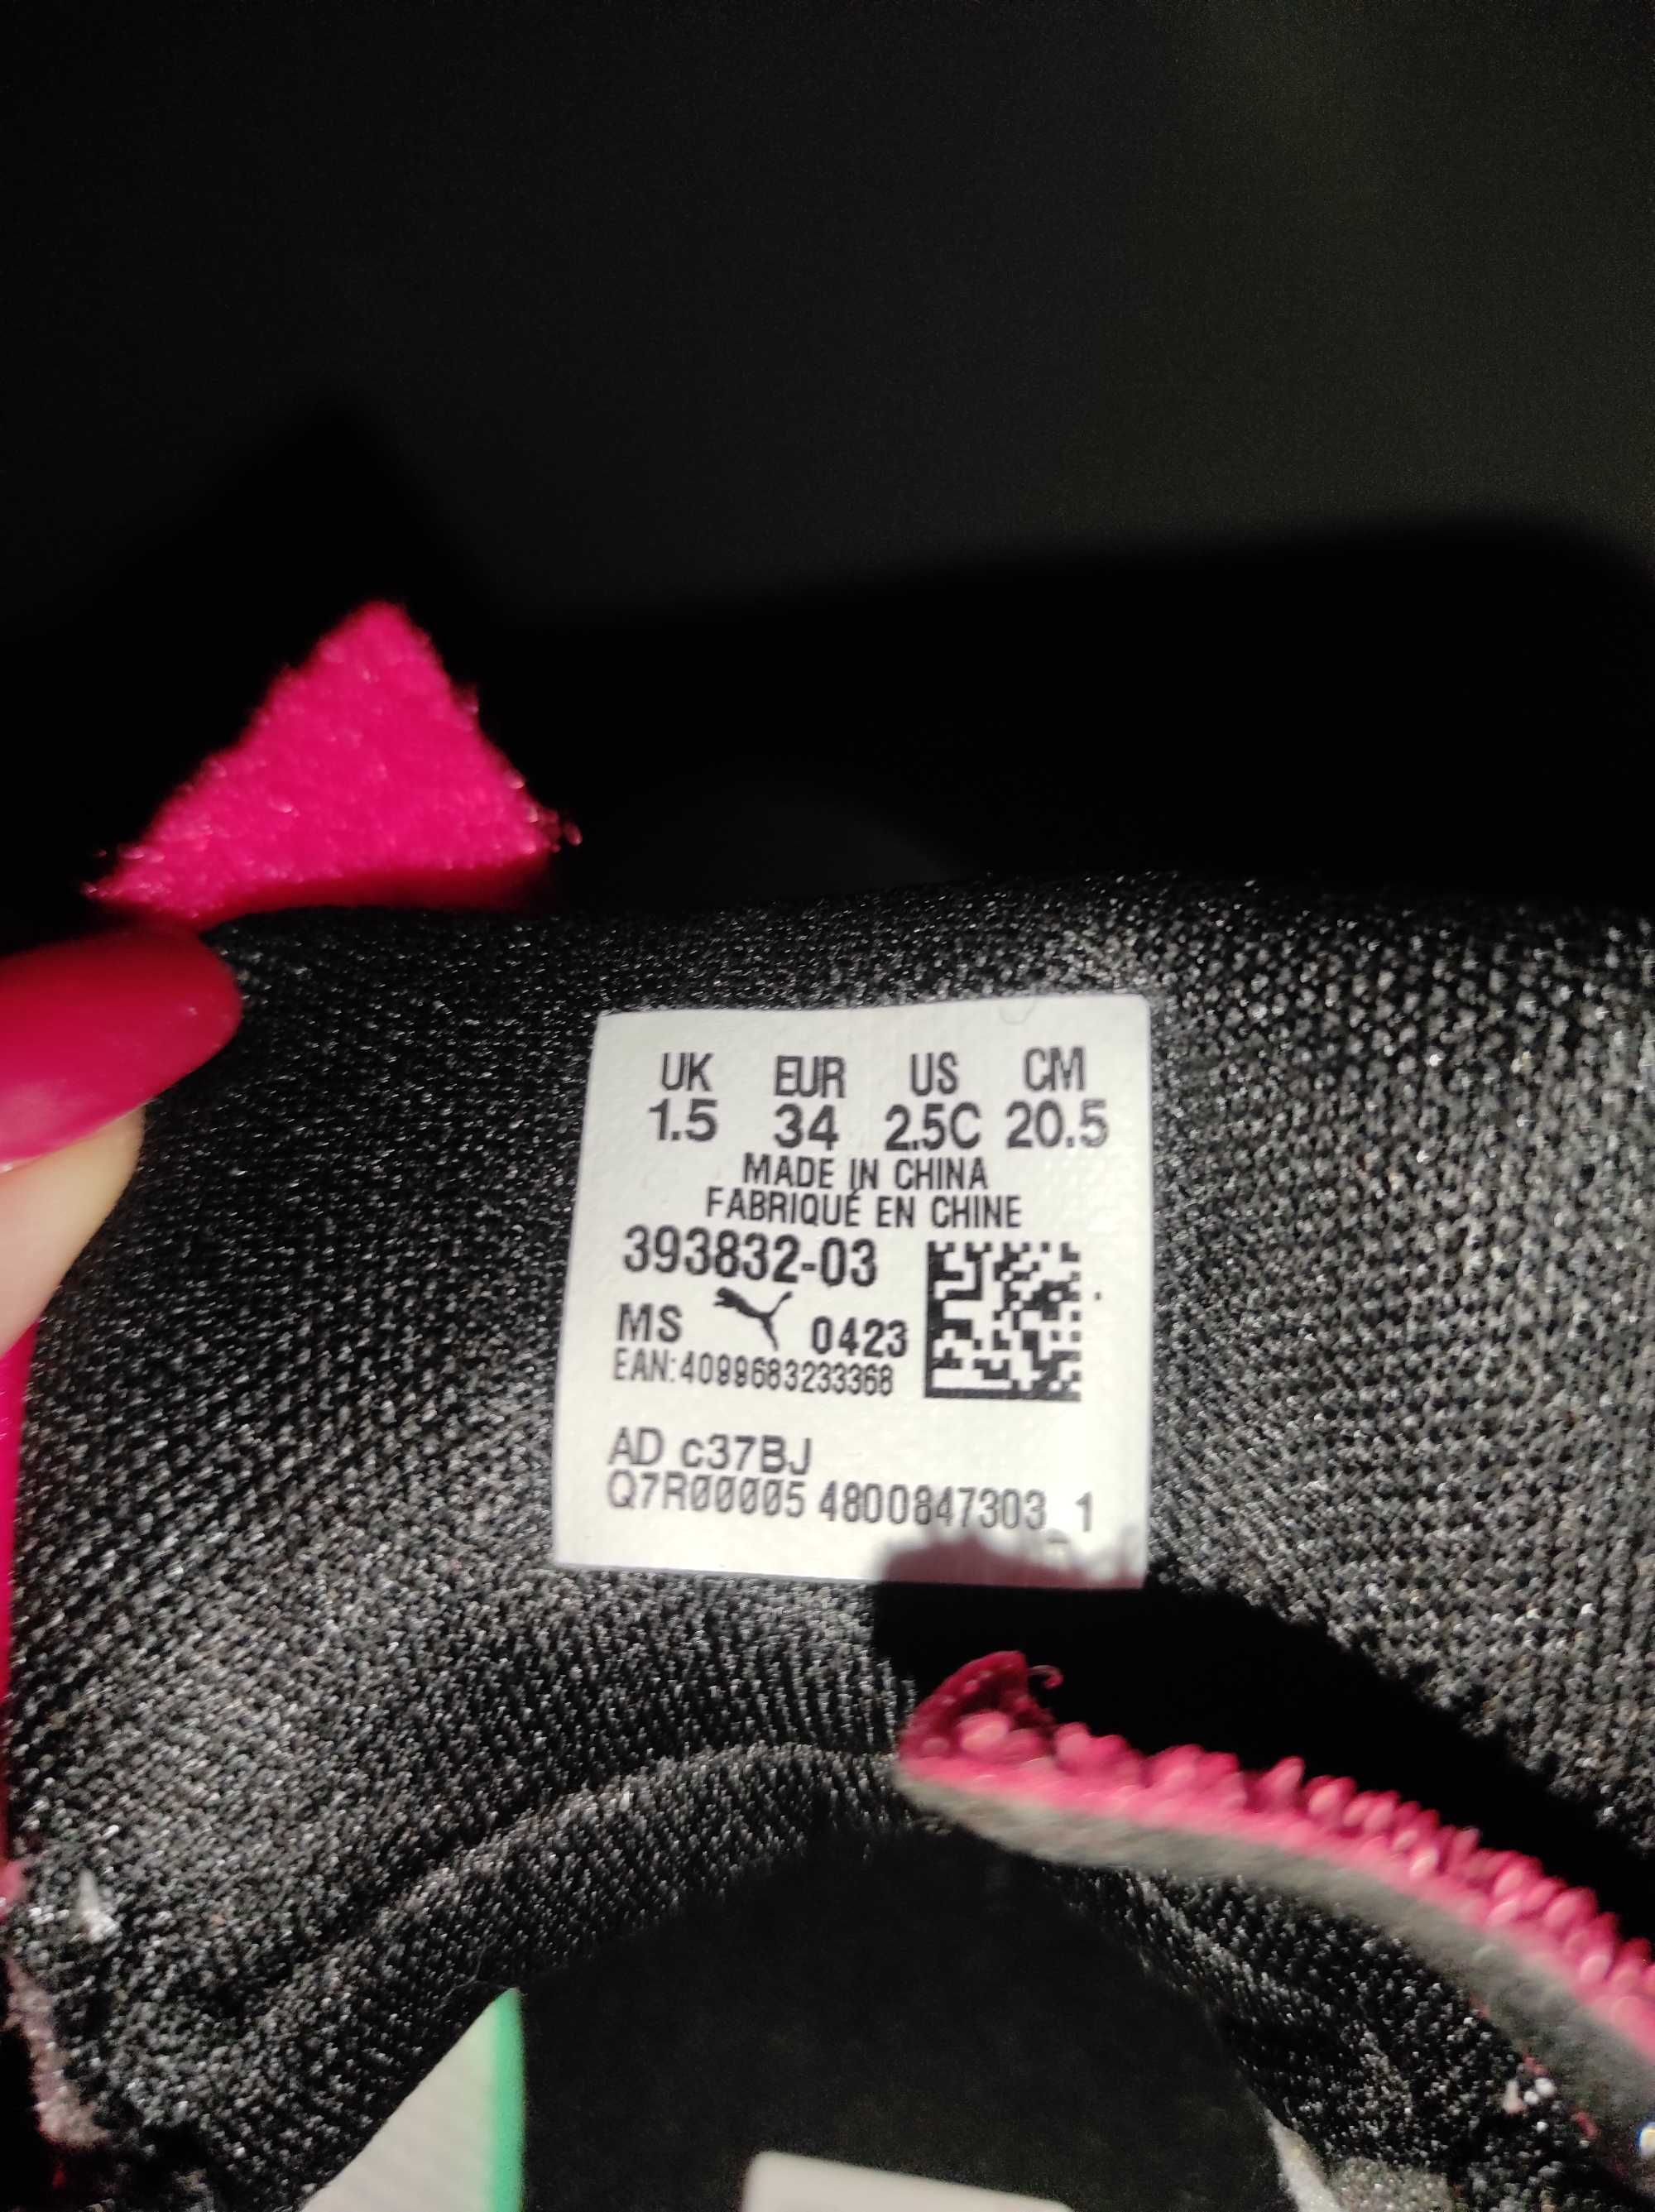 UK EUR US CM
1.5 34 2.5C 20.5
MADE IN CHINA
FABRIQUÉ EN CHINE
393832-03
MS 0423
EAN:4099683233368
AD c37BJ
Q7R00005 4800847303_1